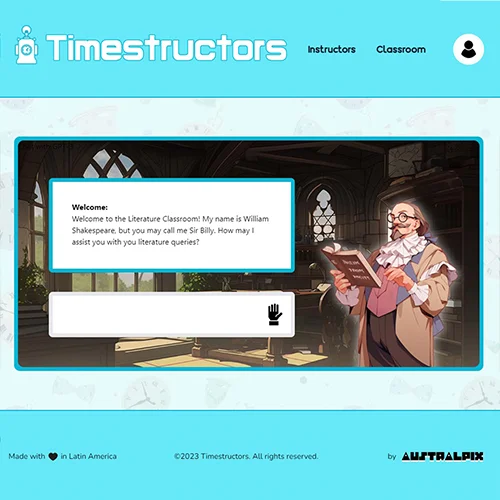 Timestructors
Instructors
Classroom
Welcome:
Welcome to the Literature Classroom! My name is William
Shakespeare, but you may call me Sir Billy. How may I
assist you with you literature queries?
Made with in Latin America
©2023 Timestructors. All rights reserved.
by AUSTRALPIX